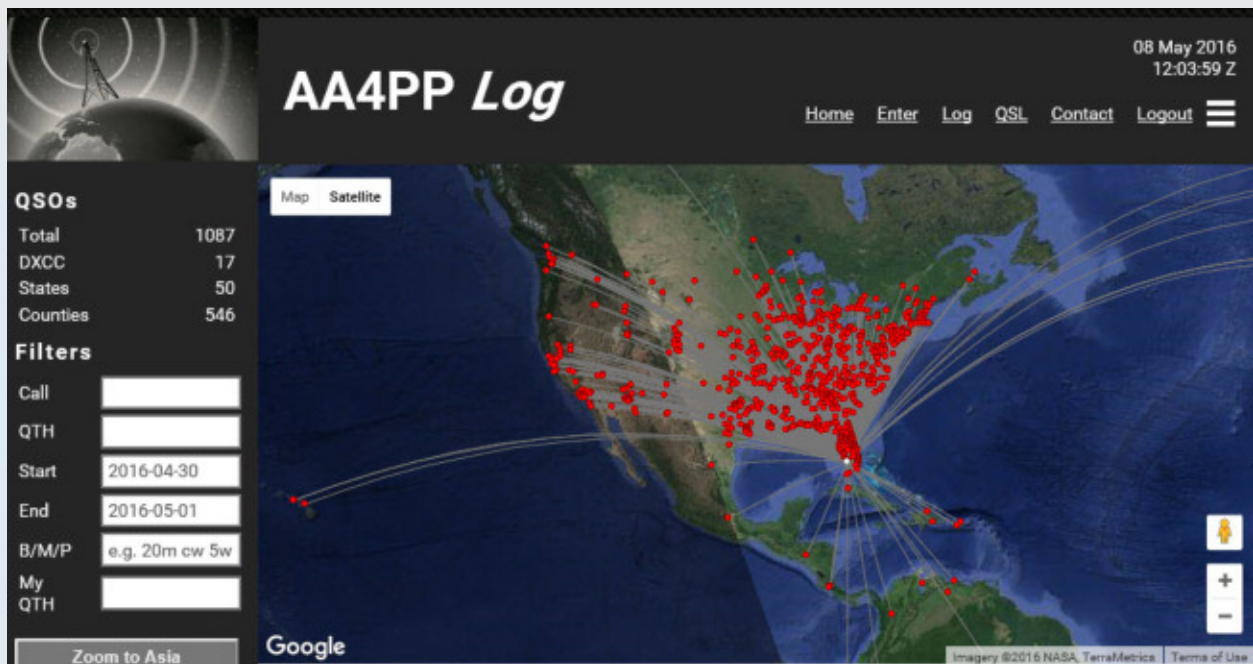 08 May 2016
12:03:59 Z
AA4PP Log
Home Enter Log QSL Contact Logout
QSOs
Total 1087
DXCC 17
States 50
Counties 546
Filters
Call
QTH
Start 2016-04-30
End 2016-05-01
B/M/P e.g. 20m cw 5w
My
QTH
Zoom to Asia
Map Satellite
Google
Imagery ©2016 NASA, TerraMetrics Terms of Use